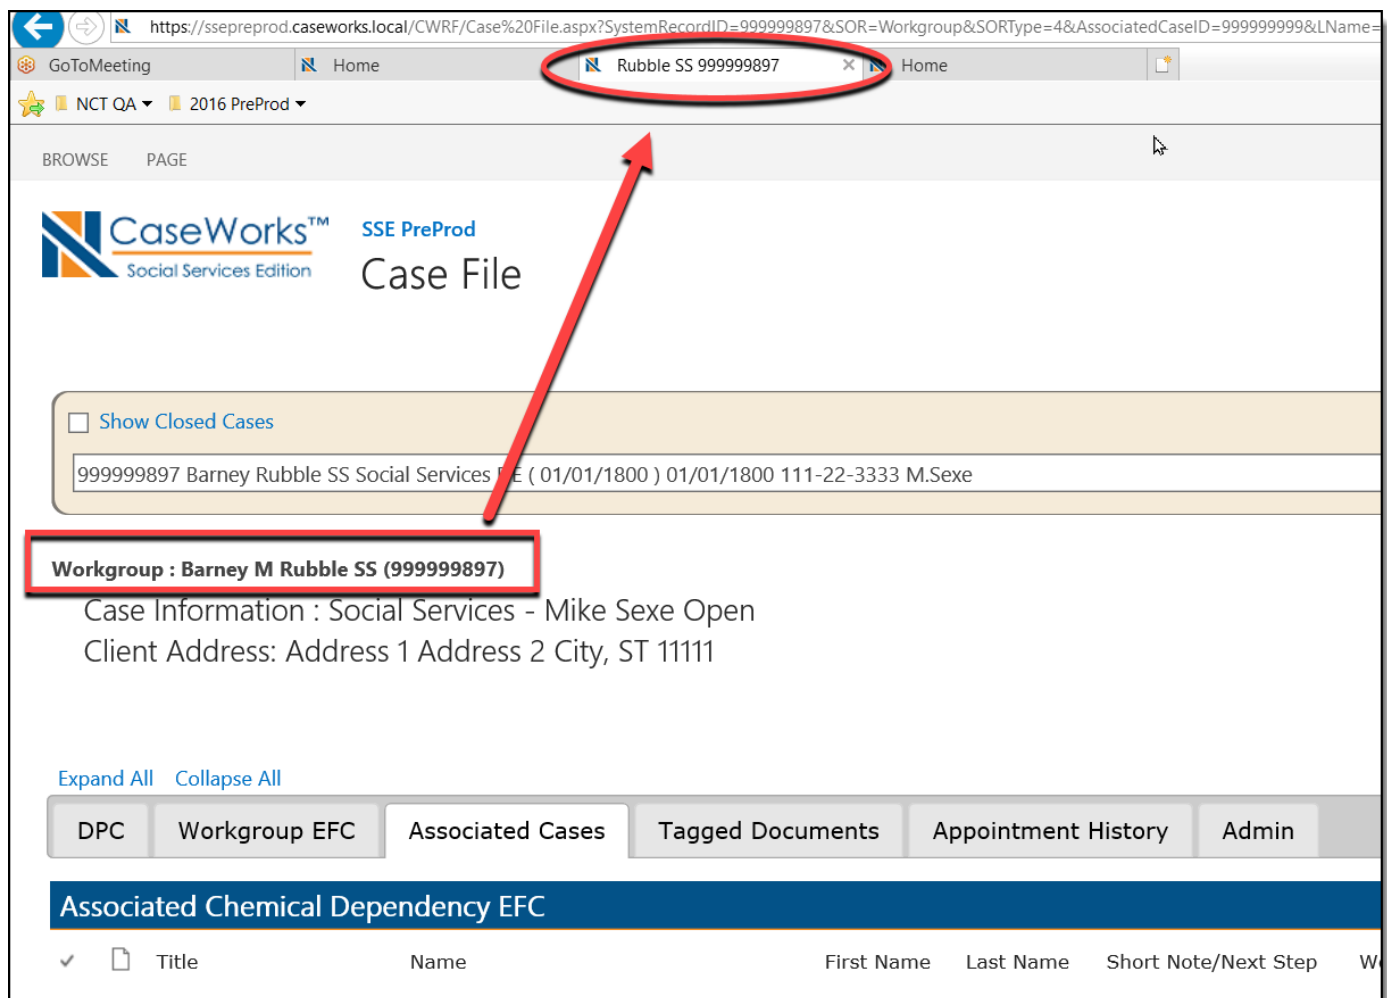 https://ssepreprod.caseworks.local/CWRF/Case%20File.aspx?SystemRecordID=999999897&SOR=Workgroup&SORType=4&AssociatedCaseID=999999999&LName=
GoToMeeting Home Rubble SS 999999897 Home
NCT QA 2016 PreProd
BROWSE PAGE
CaseWorks™
Social Services Edition
SSE PreProd
Case File
Show Closed Cases
999999897 Barney Rubble SS Social Services E ( 01/01/1800 ) 01/01/1800 111-22-3333 M.Sexe
Workgroup : Barney M Rubble SS (999999897)
Case Information : Social Services - Mike Sexe Open
Client Address: Address 1 Address 2 City, ST 11111
Expand All Collapse All
DPC Workgroup EFC Associated Cases Tagged Documents Appointment History Admin
Associated Chemical Dependency EFC
Title Name First Name Last Name Short Note/Next Step